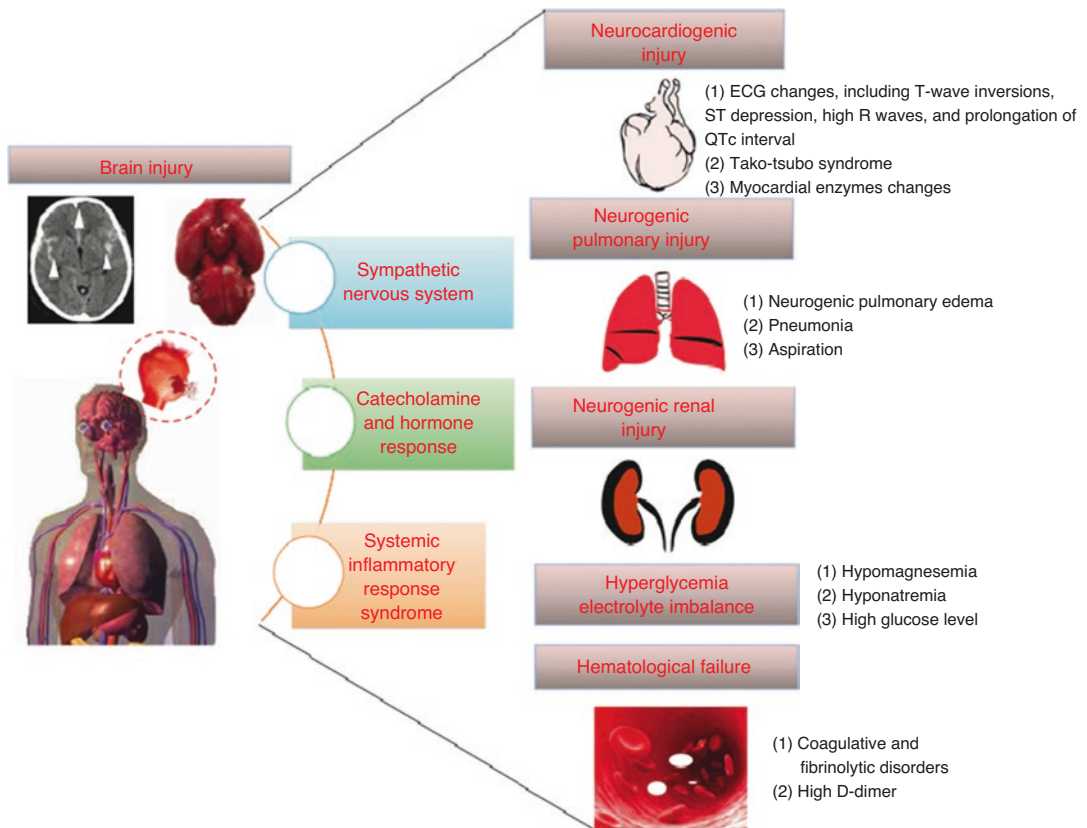 Brain injury
Sympathetic
nervous system
Catecholamine
and hormone
response
Systemic
inflammatory
response
syndrome
Neurocardiogenic
injury
(1) ECG changes, including T-wave inversions,
ST depression, high R waves, and prolongation of
QTc interval
(2) Tako-tsubo syndrome
(3) Myocardial enzymes changes
Neurogenic
pulmonary injury
(1) Neurogenic pulmonary edema
(2) Pneumonia
(3) Aspiration
Neurogenic renal
injury
Hyperglycemia
electrolyte imbalance
(1) Hypomagnesemia
(2) Hyponatremia
(3) High glucose level
Hematological failure
(1) Coagulative and
fibrinolytic disorders
(2) High D-dimer